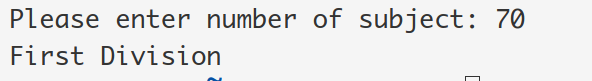 Please enter number of subject: 70
First Division